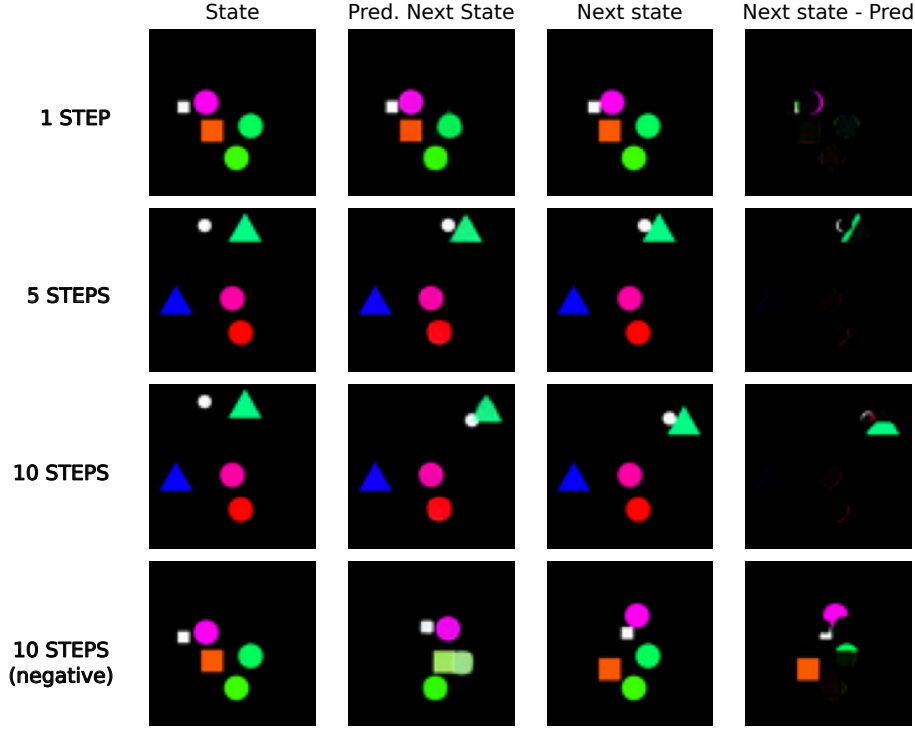 State
Pred. Next State
Next state
Next state - Pred
1 STEP
5 STEPS
10 STEPS
10 STEPS
(negative)